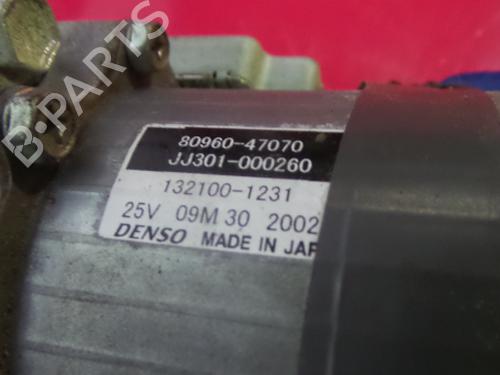 80960-47070
JJ301-000260
132100-1231
25V 09M 30 2002
DENSO MADE IN JAP
B-PARTS